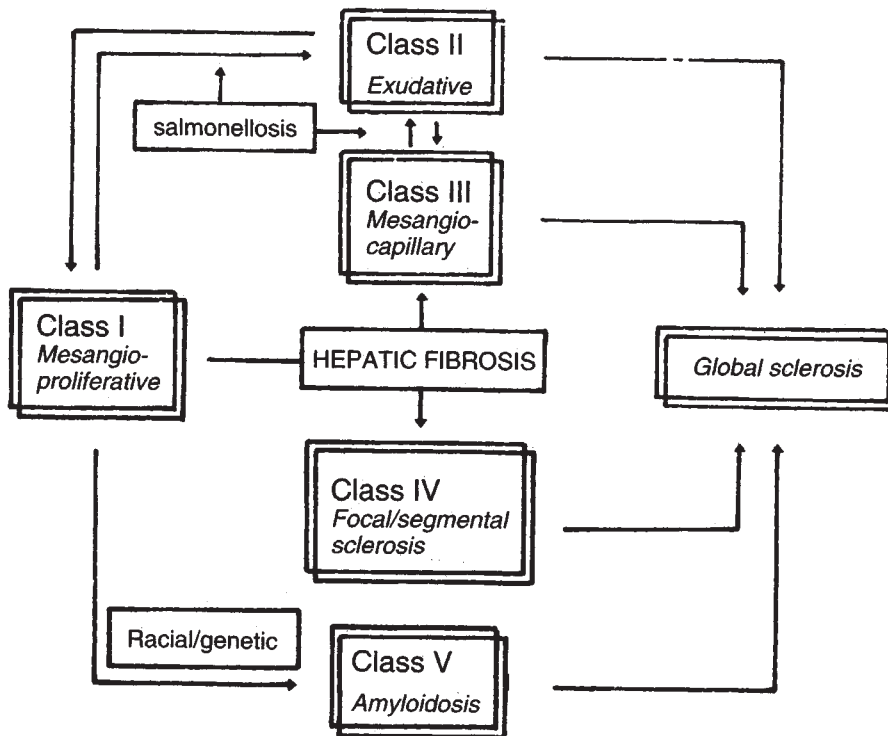 Class II
Exudative
salmonellosis
Class III
Mesangio-
capillary
Class I
Mesangio-
proliferative
HEPATIC FIBROSIS
Global sclerosis
Class IV
Focal/segmental
sclerosis
Racial/genetic
Class V
Amyloidosis